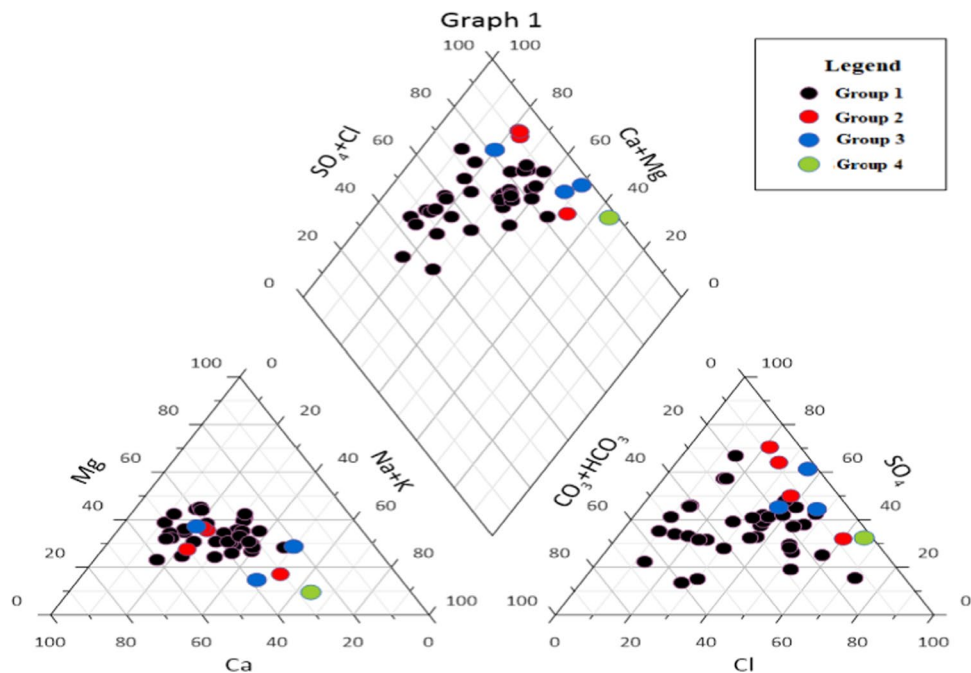 Graph 1
100 100
80 80
60 60
40 40
20 20
0 0
SO4+Cl
Ca+Mg
Legend
Group 1
Group 2
Group 3
Group 4
100 0
80 20
60 40
40 60
20 80
0 100
Mg
Na+K
100 80 60 40 20 0
Ca
0 100
20 80
40 60
60 40
80 20
100 0
CO3+HCO3
SO4
0 20 40 60 80 100
Cl